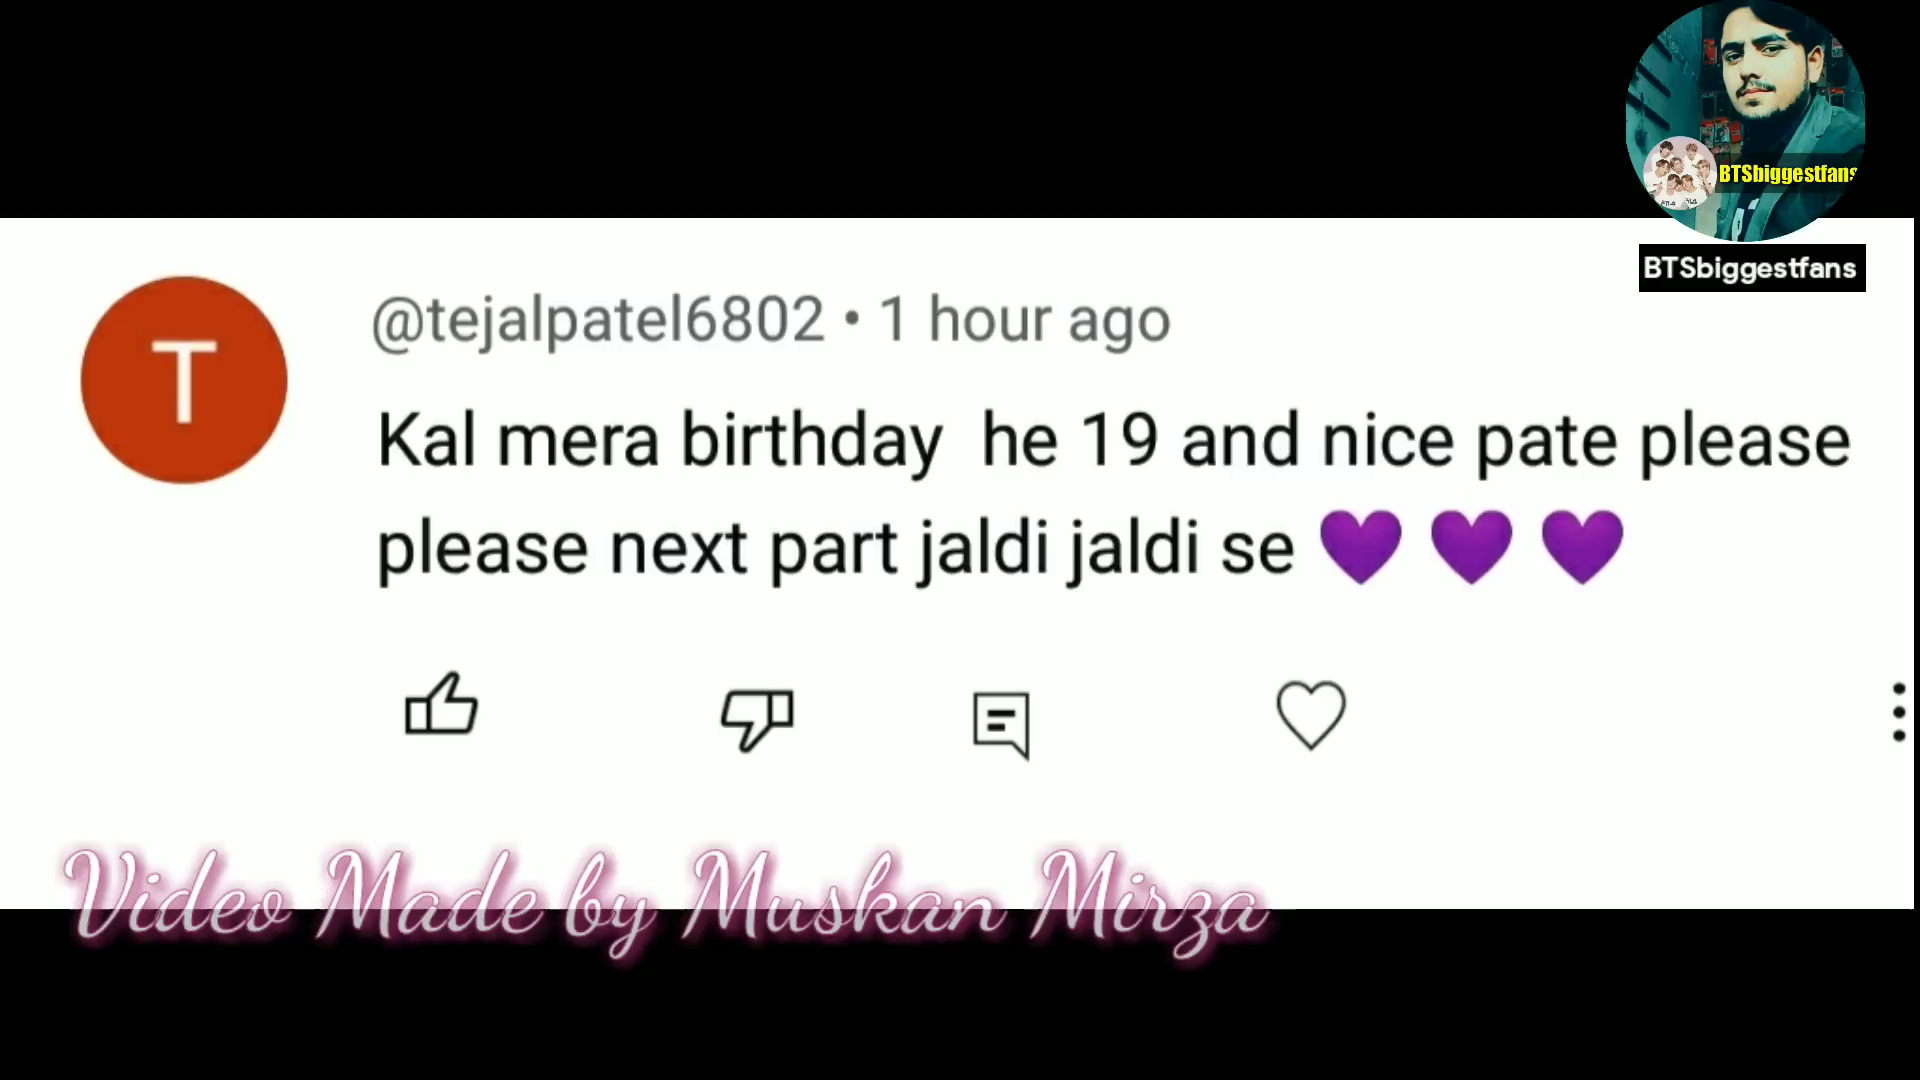 BTSbiggestfans
BTSbiggestfans
@tejalpatel6802 • 1 hour ago
T
Kal mera birthday he 19 and nice pate please
please next part jaldi jaldi se 💜 💜 💜
Video Made by Muskan Mirza